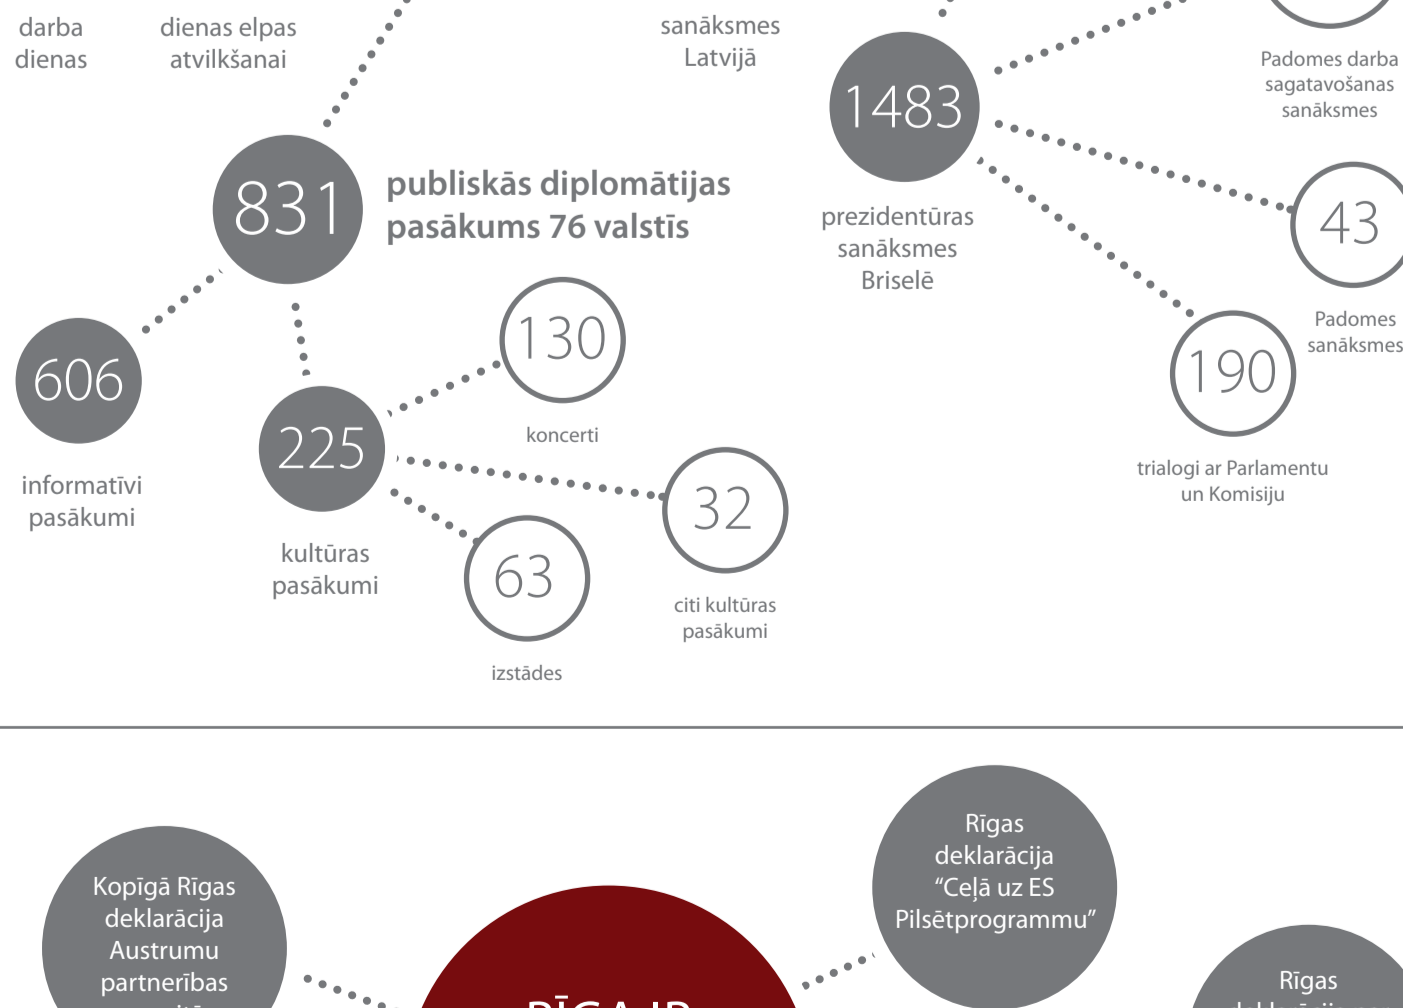 darba
dienas
dienas elpas
atvilkšanai
sanāksmes
Latvijā
Padomes darba
sagatavošanas
sanāksmes
1483
prezidentūras
sanāksmes
Briselē
43
Padomes
sanāksmes
190
trialogi ar Parlamentu
un Komisiju
831
publiskās diplomātijas
pasākums 76 valstīs
606
informatīvi
pasākumi
225
kultūras
pasākumi
130
koncerti
32
citi kultūras
pasākumi
63
izstādes
Kopīgā Rīgas
deklarācija
Austrumu
partnerības
Rīgas
deklarācija
“Ceļā uz ES
Pilsētprogrammu”
Rīgas